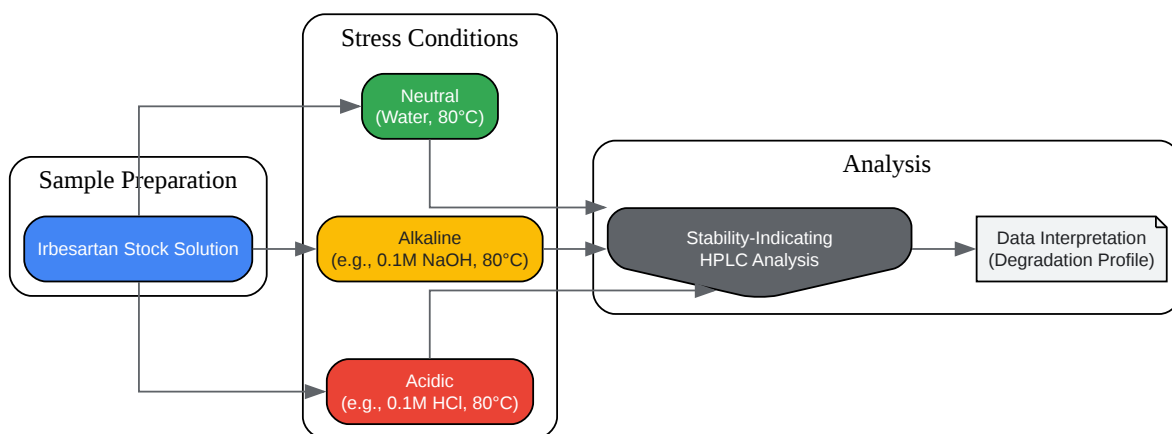 Sample Preparation
Irbesartan Stock Solution
Stress Conditions
Neutral
(Water, 80°C)
Alkaline
(e.g., 0.1M NaOH, 80°C)
Acidic
(e.g., 0.1M HCl, 80°C)
Analysis
Stability-Indicating
HPLC Analysis
Data Interpretation
(Degradation Profile)